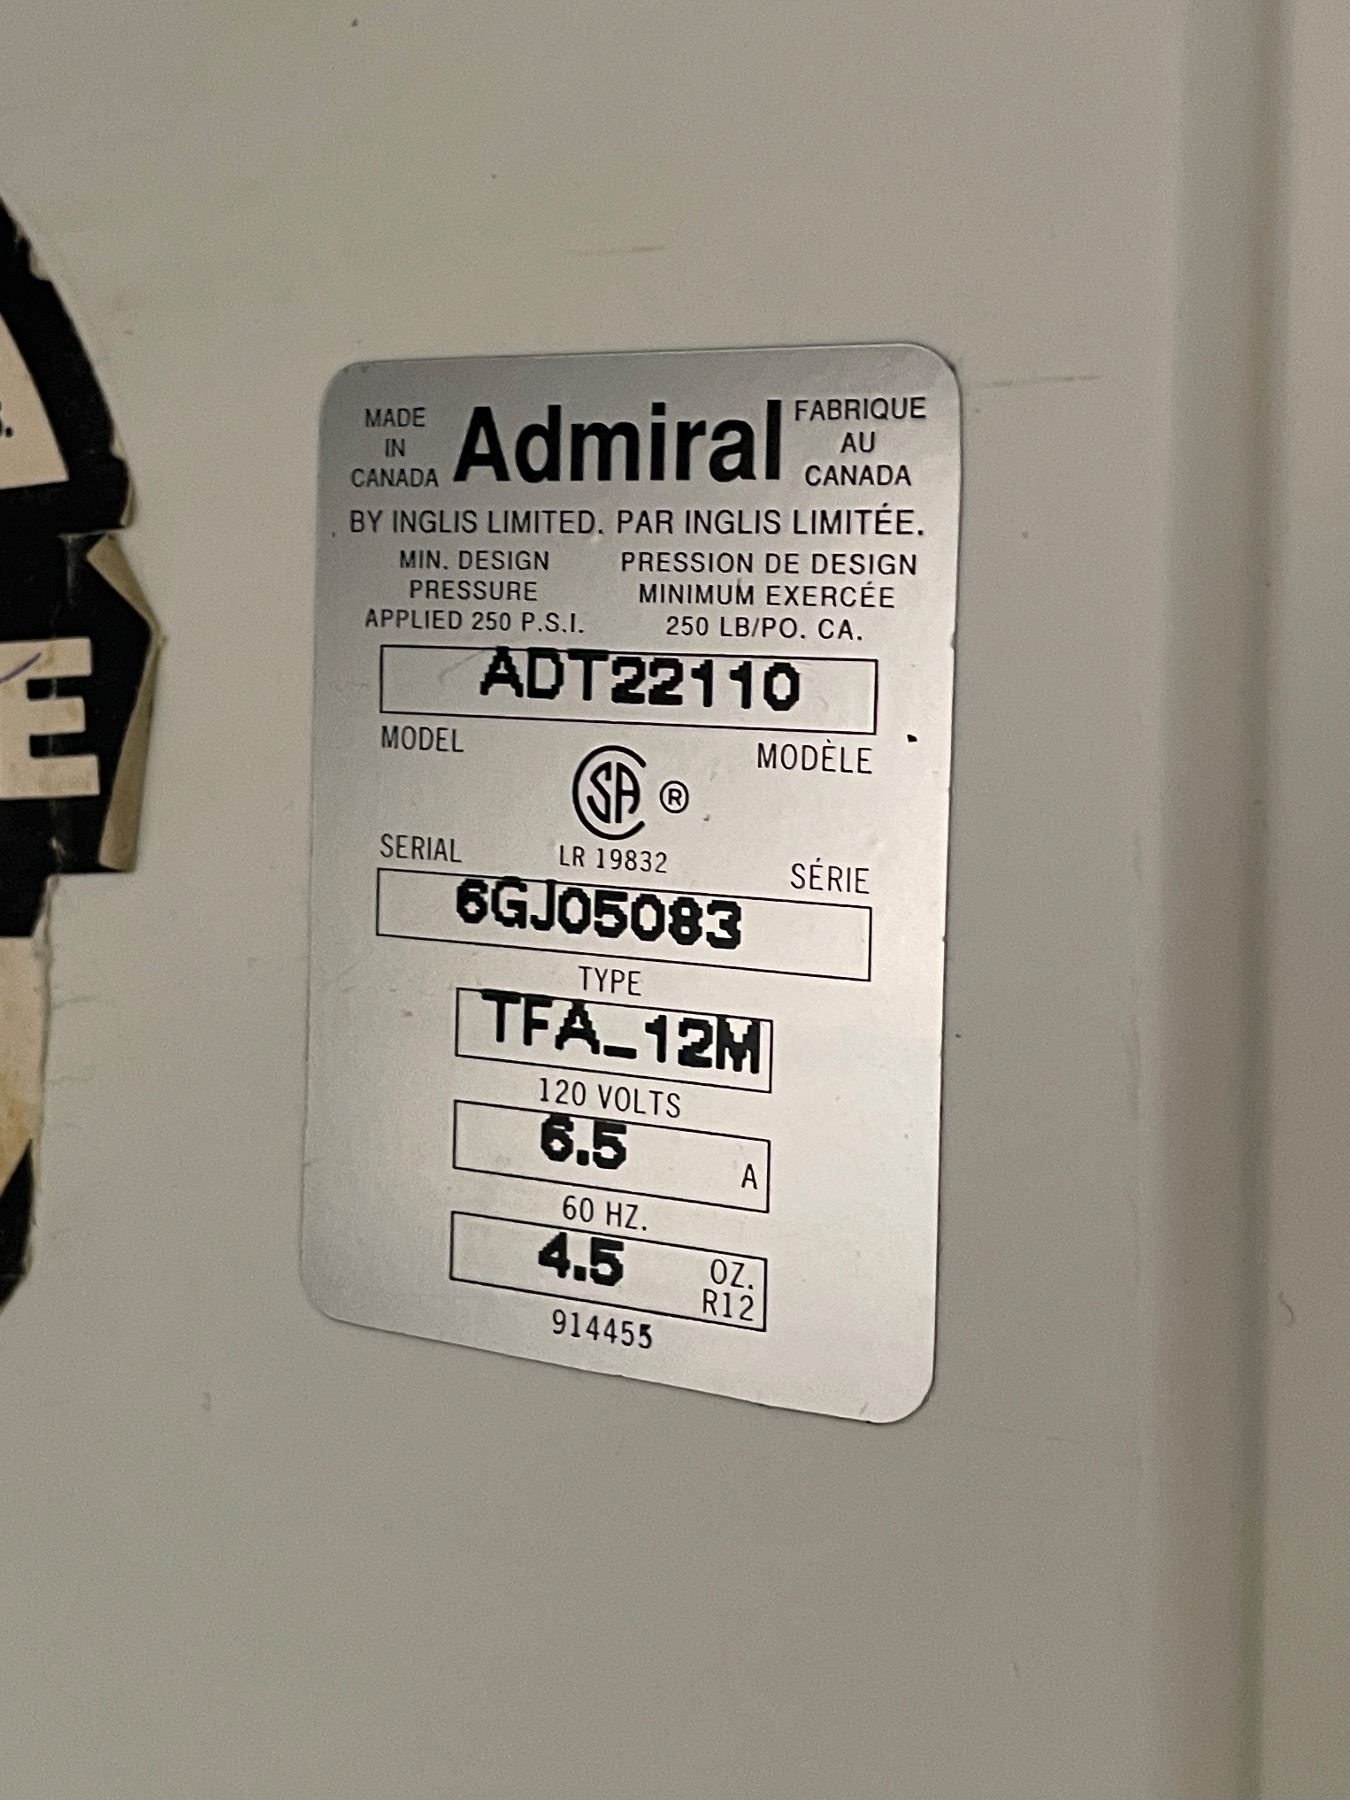 MADE IN CANADA Admiral FABRIQUE AU CANADA
BY INGLIS LIMITED. PAR INGLIS LIMITÉE.
MIN. DESIGN PRESSION DE DESIGN
PRESSURE MINIMUM EXERCÉE
APPLIED 250 P.S.I. 250 LB/PO. CA.
ADT22110
MODEL MODÈLE
CSA ®
SERIAL LR 19832 SÉRIE
6GJ05083
TYPE
TFA_12M
120 VOLTS
6.5 A
60 HZ.
4.5 OZ.
R12
914455
E